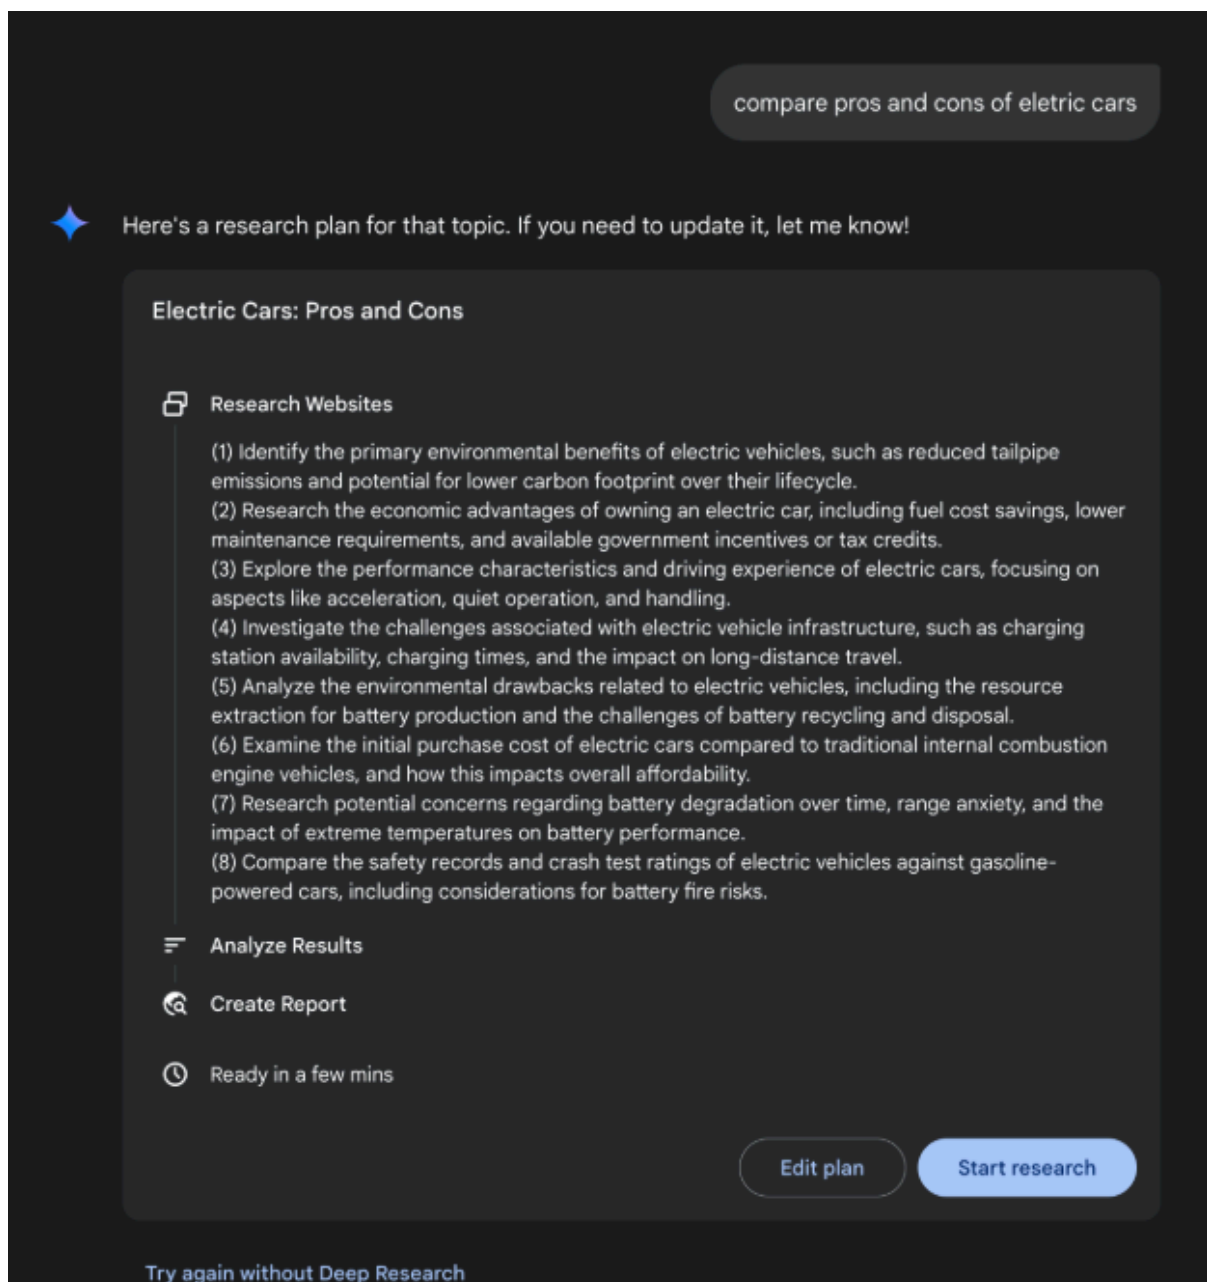 compare pros and cons of eletric cars
Here's a research plan for that topic. If you need to update it, let me know!
Electric Cars: Pros and Cons
Research Websites
(1) Identify the primary environmental benefits of electric vehicles, such as reduced tailpipe
emissions and potential for lower carbon footprint over their lifecycle.
(2) Research the economic advantages of owning an electric car, including fuel cost savings, lower
maintenance requirements, and available government incentives or tax credits.
(3) Explore the performance characteristics and driving experience of electric cars, focusing on
aspects like acceleration, quiet operation, and handling.
(4) Investigate the challenges associated with electric vehicle infrastructure, such as charging
station availability, charging times, and the impact on long-distance travel.
(5) Analyze the environmental drawbacks related to electric vehicles, including the resource
extraction for battery production and the challenges of battery recycling and disposal.
(6) Examine the initial purchase cost of electric cars compared to traditional internal combustion
engine vehicles, and how this impacts overall affordability.
(7) Research potential concerns regarding battery degradation over time, range anxiety, and the
impact of extreme temperatures on battery performance.
(8) Compare the safety records and crash test ratings of electric vehicles against gasoline-
powered cars, including considerations for battery fire risks.
Analyze Results
Create Report
Ready in a few mins
Edit plan
Start research
Try again without Deep Research